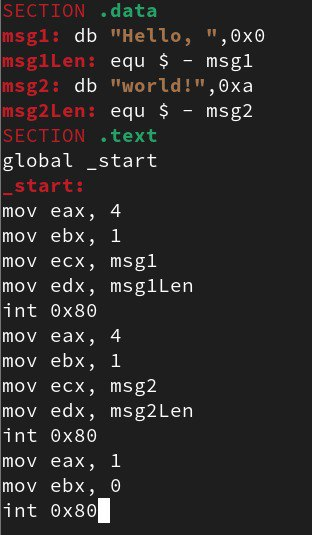 SECTION .data
msg1: db "Hello, ",0x0
msg1Len: equ $ - msg1
msg2: db "world!",0xa
msg2Len: equ $ - msg2
SECTION .text
global _start
_start:
mov eax, 4
mov ebx, 1
mov ecx, msg1
mov edx, msg1Len
int 0x80
mov eax, 4
mov ebx, 1
mov ecx, msg2
mov edx, msg2Len
int 0x80
mov eax, 1
mov ebx, 0
int 0x80